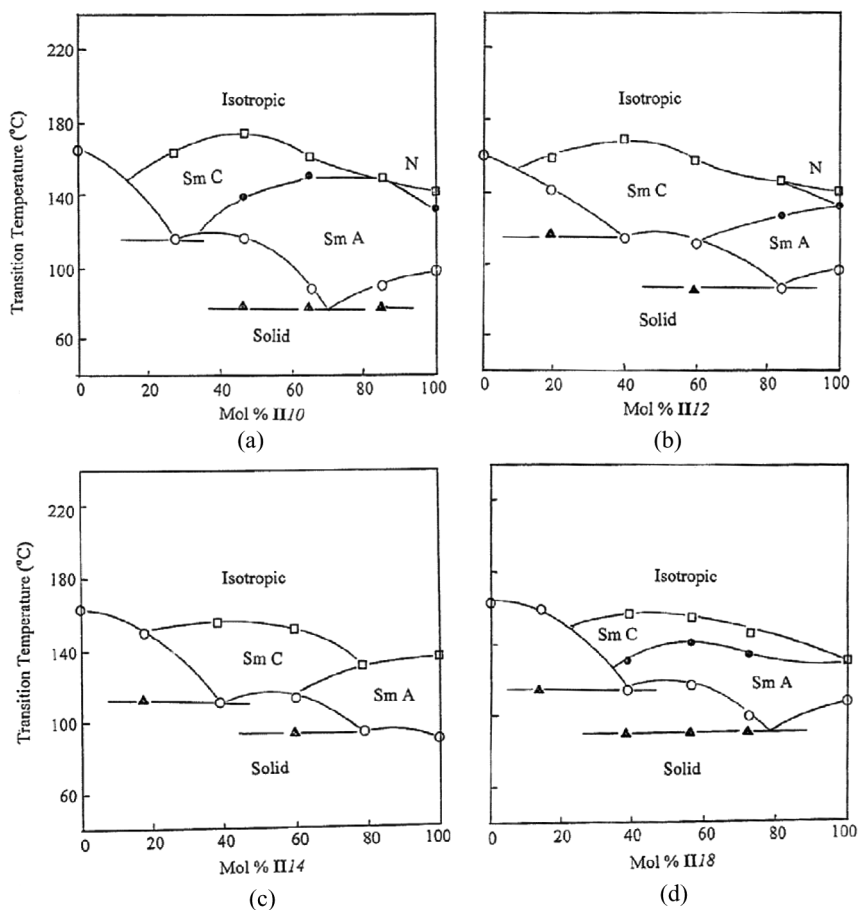 Transition Temperature (°C)
220
180
140
100
60
Isotropic
Sm C
N
Sm A
Solid
0 20 40 60 80 100
Mol % II10
(a)
Isotropic
N
Sm C
Sm A
Solid
0 20 40 60 80 100
Mol % II12
(b)
Transition Temperature (°C)
220
180
140
100
60
Isotropic
Sm C
Sm A
Solid
0 20 40 60 80 100
Mol % II14
(c)
Isotropic
Sm C
Sm A
Solid
0 20 40 60 80 100
Mol % II18
(d)